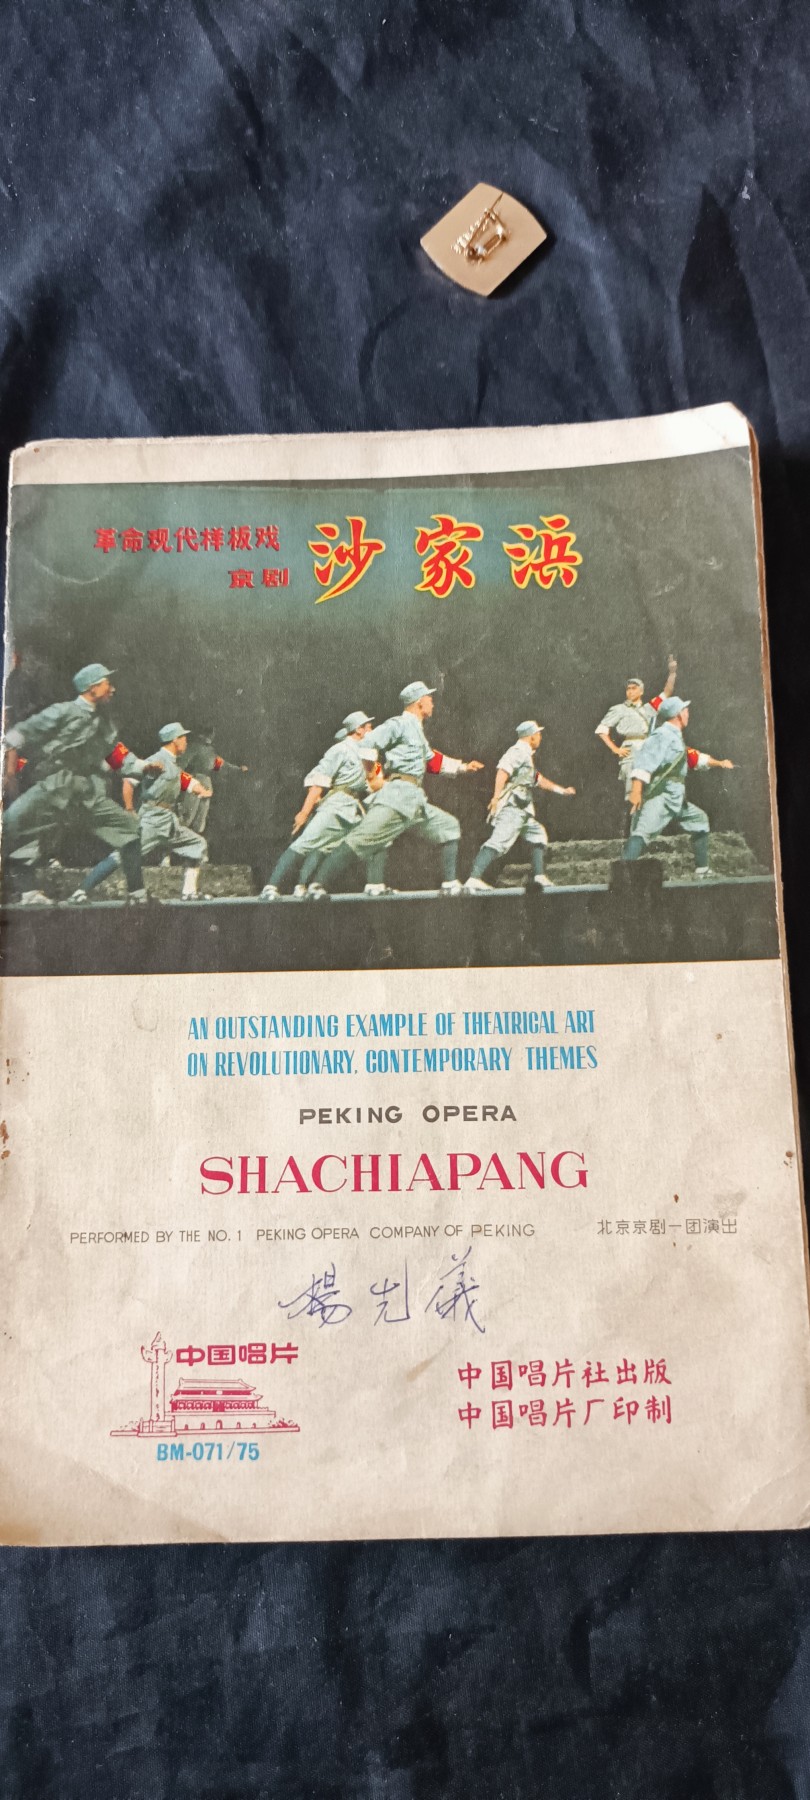 革命现代样板戏
京剧
沙家浜
AN OUTSTANDING EXAMPLE OF THEATRICAL ART
ON REVOLUTIONARY. CONTEMPORARY THEMES
PEKING OPERA
SHACHIAPANG
PERFORMED BY THE NO. 1 PEKING OPERA COMPANY OF PEKING 北京京剧一团演出
楊先儀
中国唱片
BM-071/75
中国唱片社出版
中国唱片厂印制